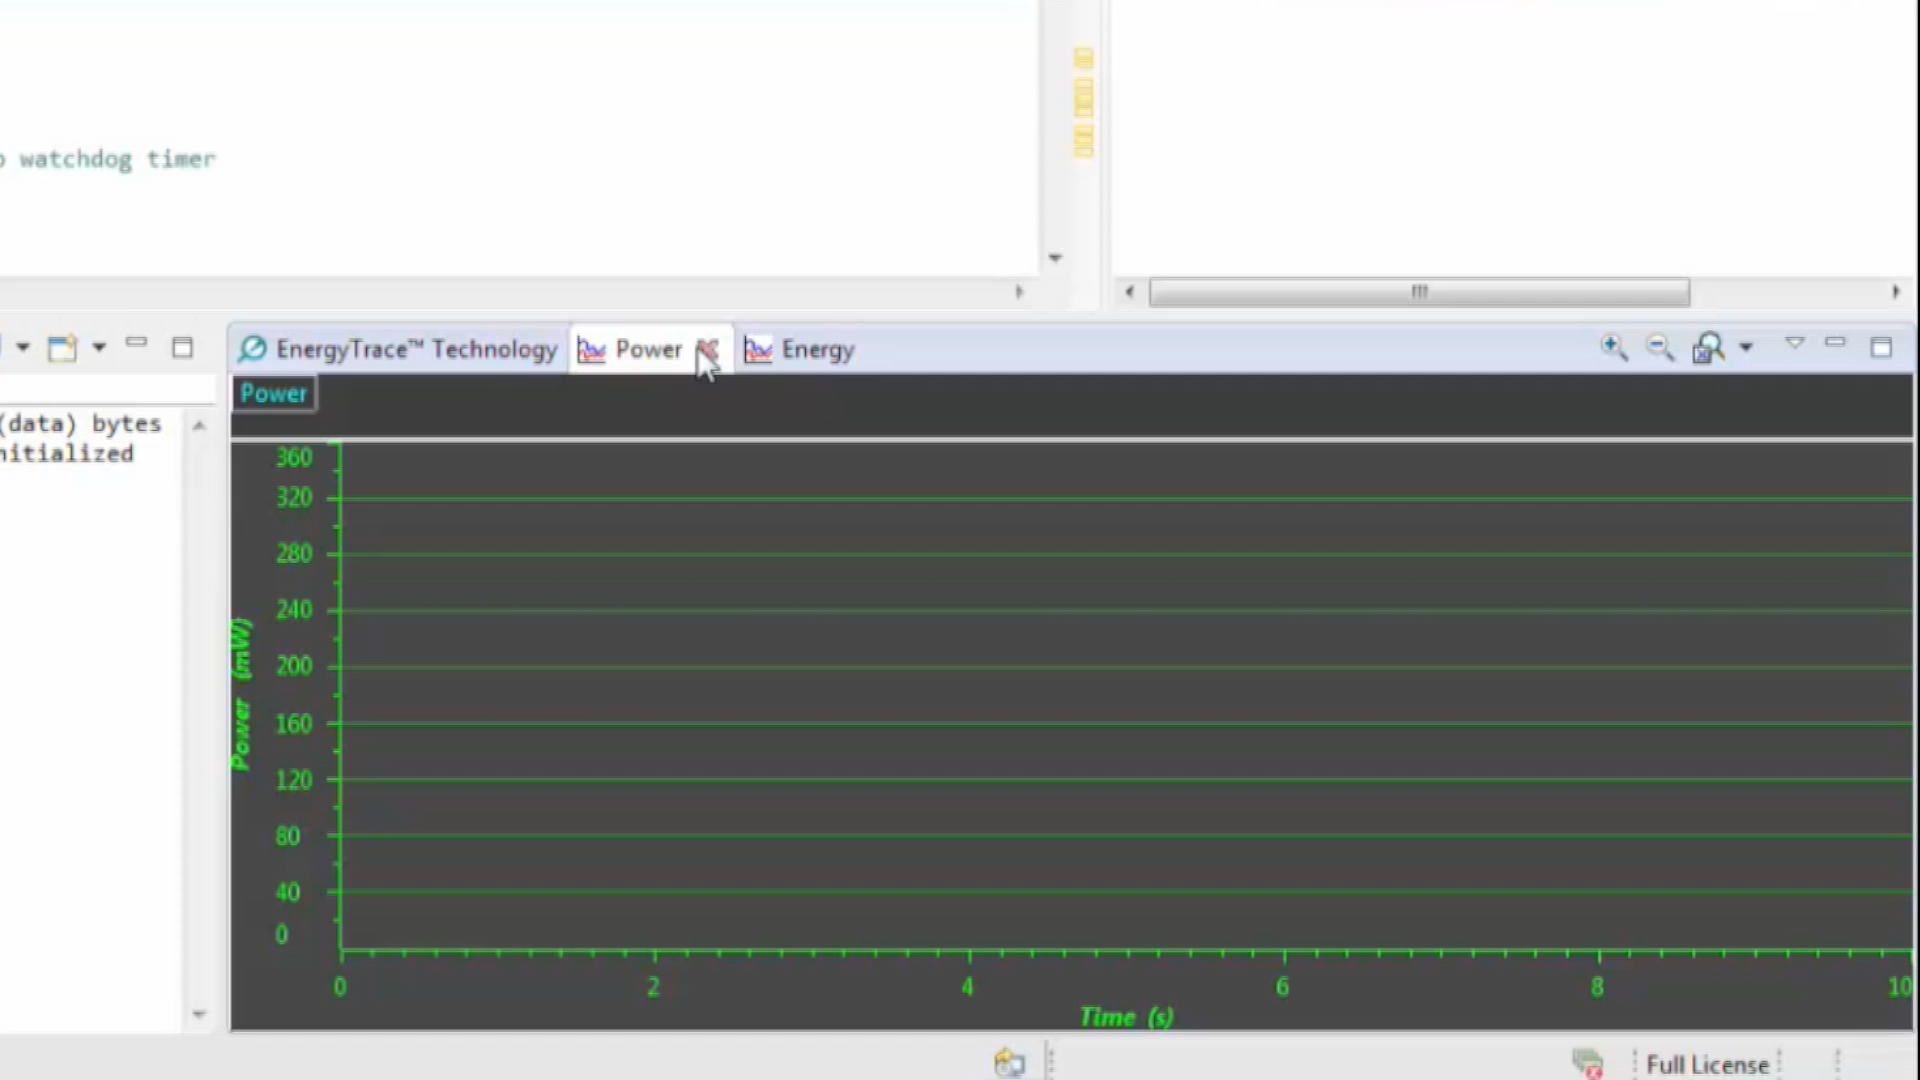 watchdog timer
EnergyTrace™ Technology
Power
Energy
Power
(data) bytes
nitialized
360
320
280
240
200
160
120
80
40
0
Power (mW)
0 2 4 6 8 10
Time (s)
Full License